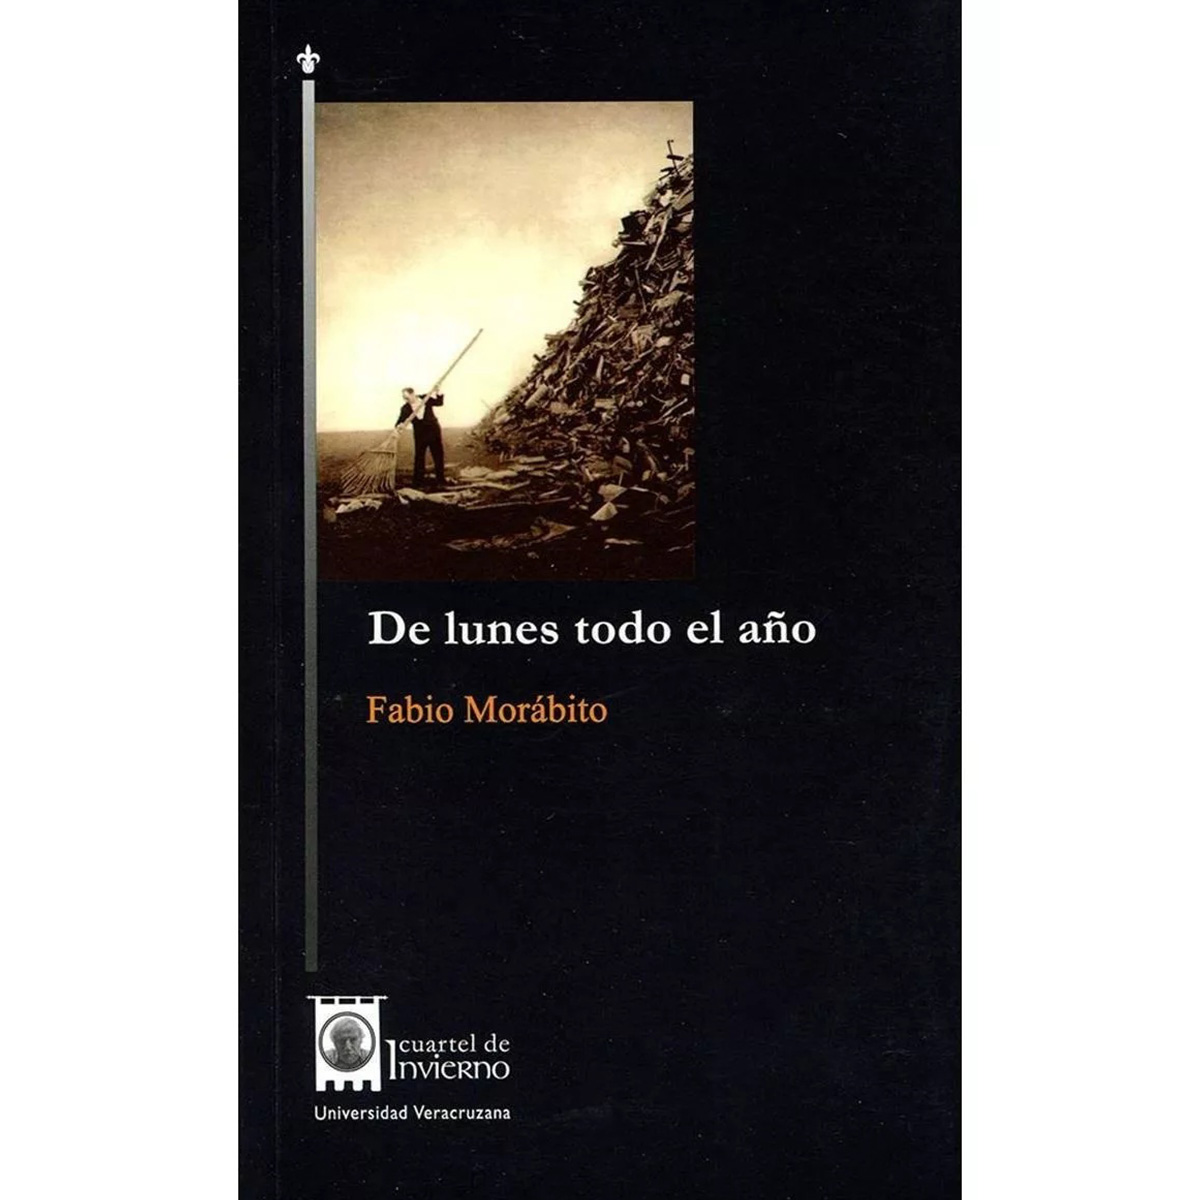 De lunes todo el año
Fabio Morábito
cuartel de
Invierno
Universidad Veracruzana